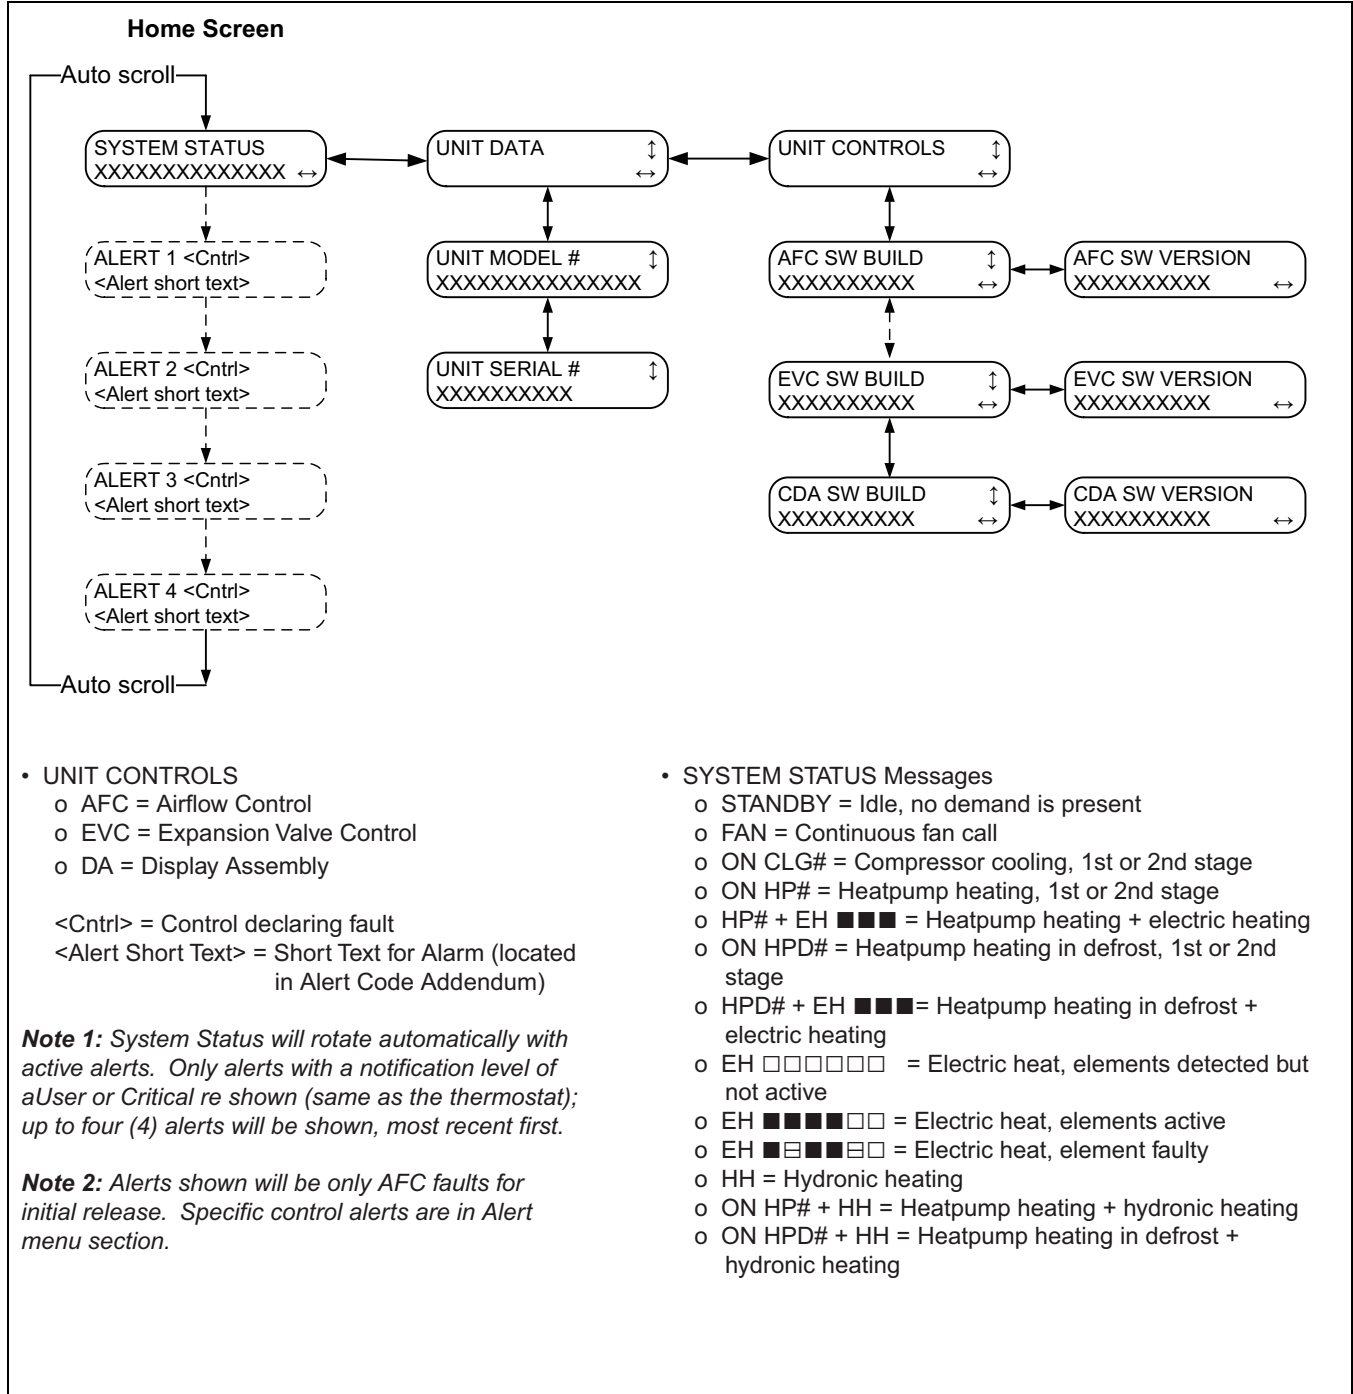 Home Screen
Auto scroll
SYSTEM STATUS
XXXXXXXXXXXXXX ↔
UNIT DATA ↕
↔
UNIT CONTROLS ↕
↔
ALERT 1 <Cntrl>
<Alert short text>
UNIT MODEL # ↕
XXXXXXXXXXXXXXX
AFC SW BUILD ↕
XXXXXXXXXX ↔
AFC SW VERSION
XXXXXXXXXX ↔
ALERT 2 <Cntrl>
<Alert short text>
UNIT SERIAL # ↕
XXXXXXXXXX
EVC SW BUILD ↕
XXXXXXXXXX ↔
EVC SW VERSION
XXXXXXXXXX ↔
ALERT 3 <Cntrl>
<Alert short text>
CDA SW BUILD ↕
XXXXXXXXXX ↔
CDA SW VERSION
XXXXXXXXXX ↔
ALERT 4 <Cntrl>
<Alert short text>
Auto scroll
• UNIT CONTROLS
o AFC = Airflow Control
o EVC = Expansion Valve Control
o DA = Display Assembly
<Cntrl> = Control declaring fault
<Alert Short Text> = Short Text for Alarm (located
in Alert Code Addendum)
Note 1: System Status will rotate automatically with
active alerts. Only alerts with a notification level of
aUser or Critical re shown (same as the thermostat);
up to four (4) alerts will be shown, most recent first.
Note 2: Alerts shown will be only AFC faults for
initial release. Specific control alerts are in Alert
menu section.
• SYSTEM STATUS Messages
o STANDBY = Idle, no demand is present
o FAN = Continuous fan call
o ON CLG# = Compressor cooling, 1st or 2nd stage
o ON HP# = Heatpump heating, 1st or 2nd stage
o HP# + EH ■■■ = Heatpump heating + electric heating
o ON HPD# = Heatpump heating in defrost, 1st or 2nd
stage
o HPD# + EH ■■■= Heatpump heating in defrost +
electric heating
o EH □□□□□□ = Electric heat, elements detected but
not active
o EH ■■■■□□ = Electric heat, elements active
o EH ■⊟■■⊟□ = Electric heat, element faulty
o HH = Hydronic heating
o ON HP# + HH = Heatpump heating + hydronic heating
o ON HPD# + HH = Heatpump heating in defrost +
hydronic heating